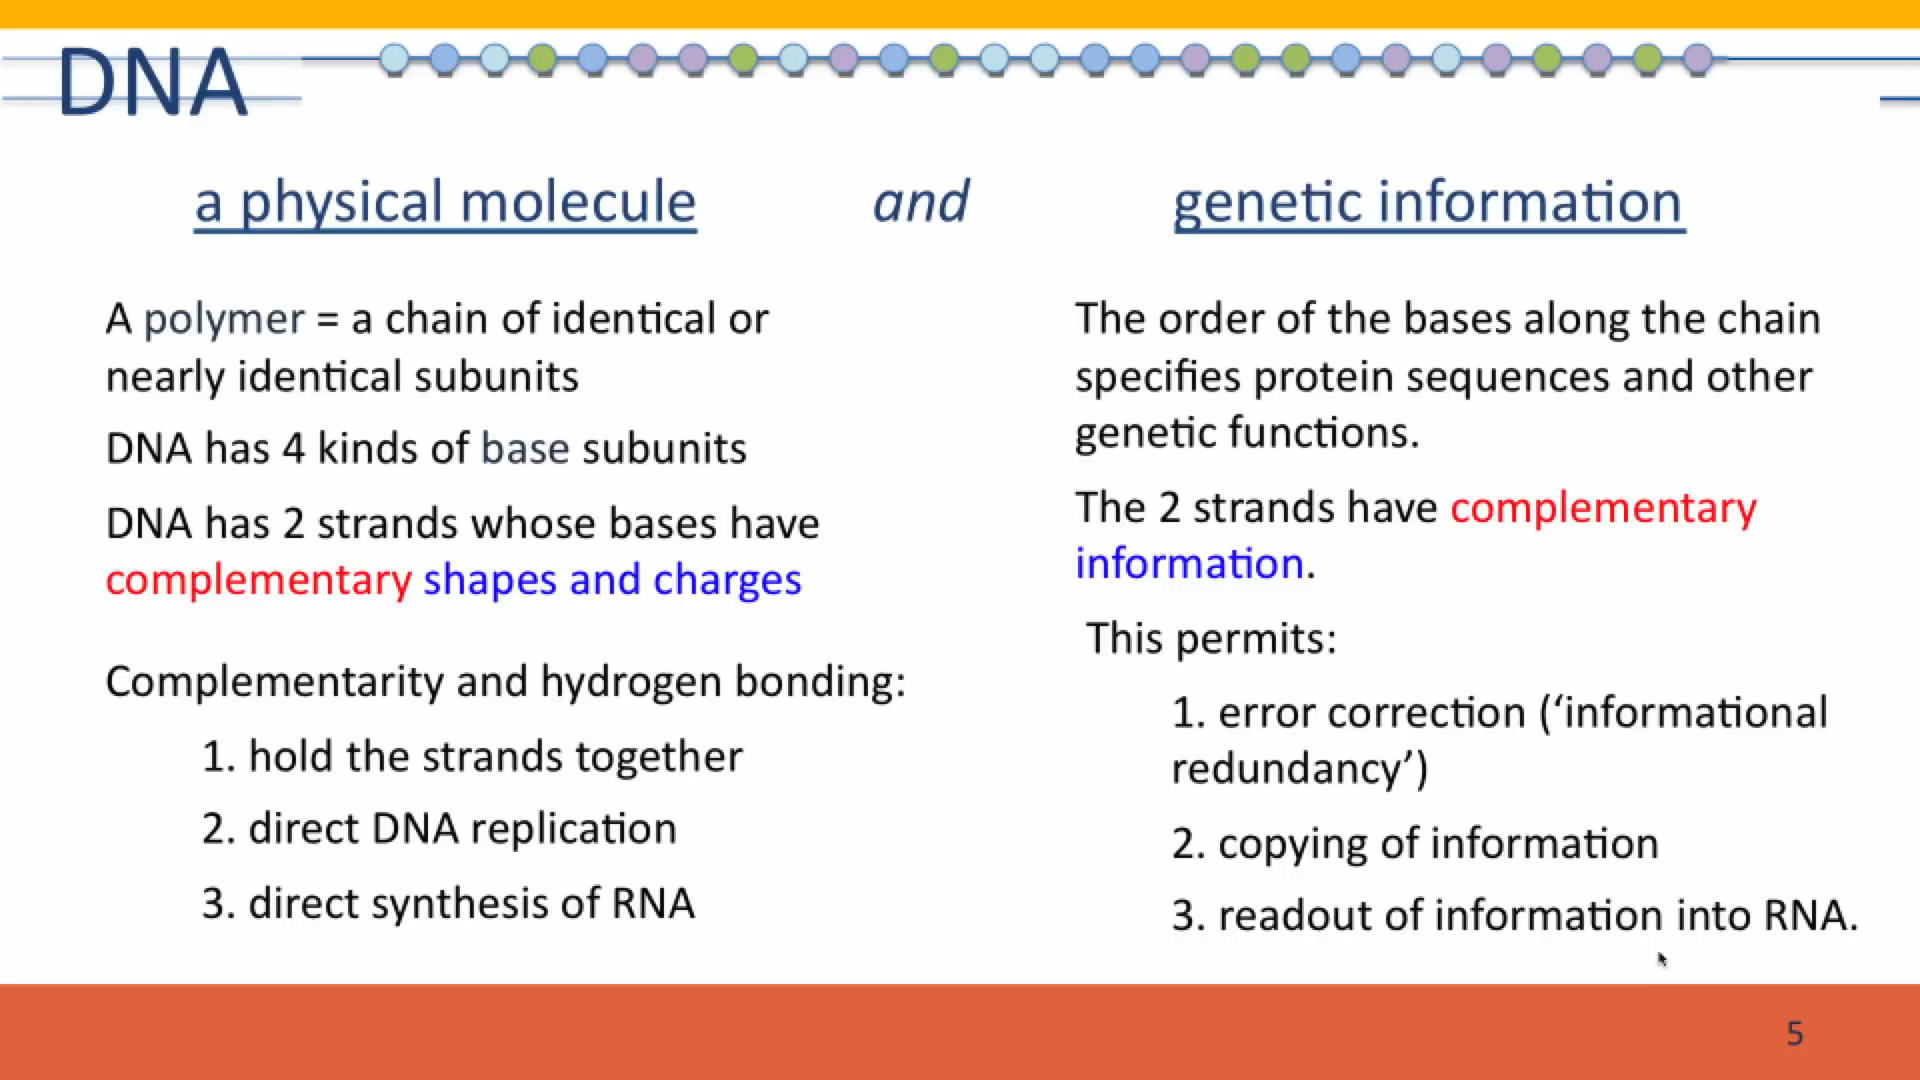 DNA
a physical molecule and genetic information
A polymer = a chain of identical or
nearly identical subunits
DNA has 4 kinds of base subunits
DNA has 2 strands whose bases have
complementary shapes and charges
Complementarity and hydrogen bonding:
1. hold the strands together
2. direct DNA replication
3. direct synthesis of RNA
The order of the bases along the chain
specifies protein sequences and other
genetic functions.
The 2 strands have complementary
information.
This permits:
1. error correction (‘informational
redundancy’)
2. copying of information
3. readout of information into RNA.
5